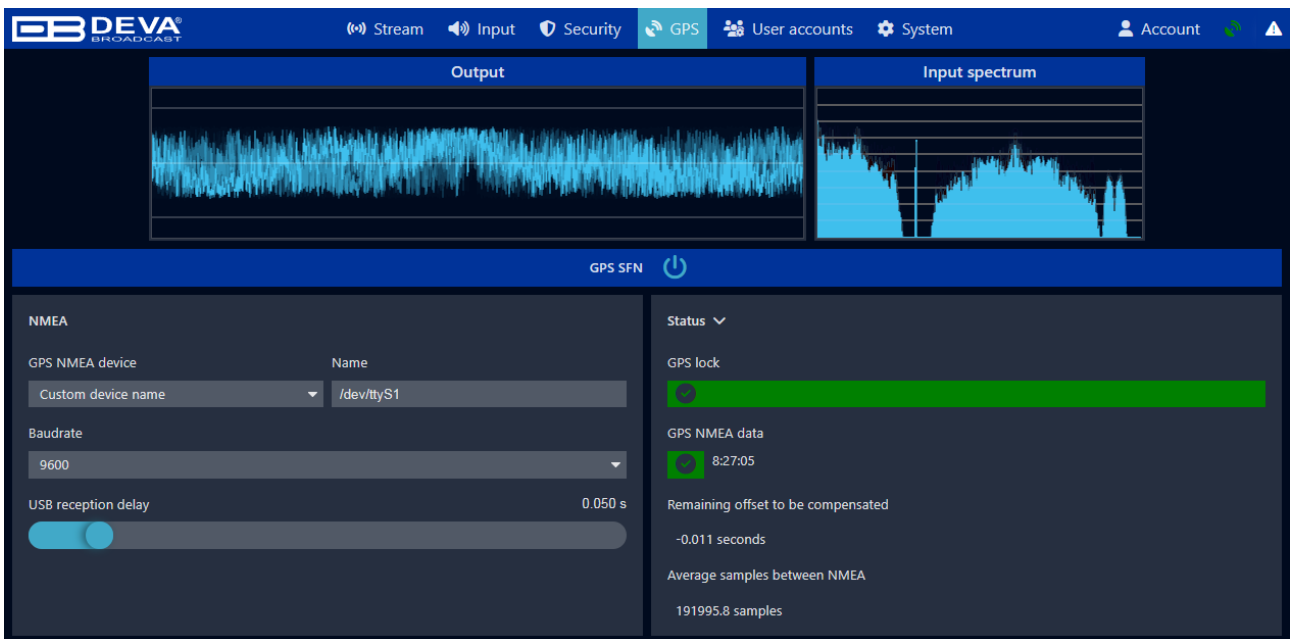 DEVA®
BROADCAST
Stream Input Security GPS User accounts System Account
Output Input spectrum
GPS SFN
NMEA
GPS NMEA device Name
Custom device name /dev/ttyS1
Baudrate
9600
USB reception delay 0.050 s
Status
GPS lock
GPS NMEA data
8:27:05
Remaining offset to be compensated
-0.011 seconds
Average samples between NMEA
191995.8 samples